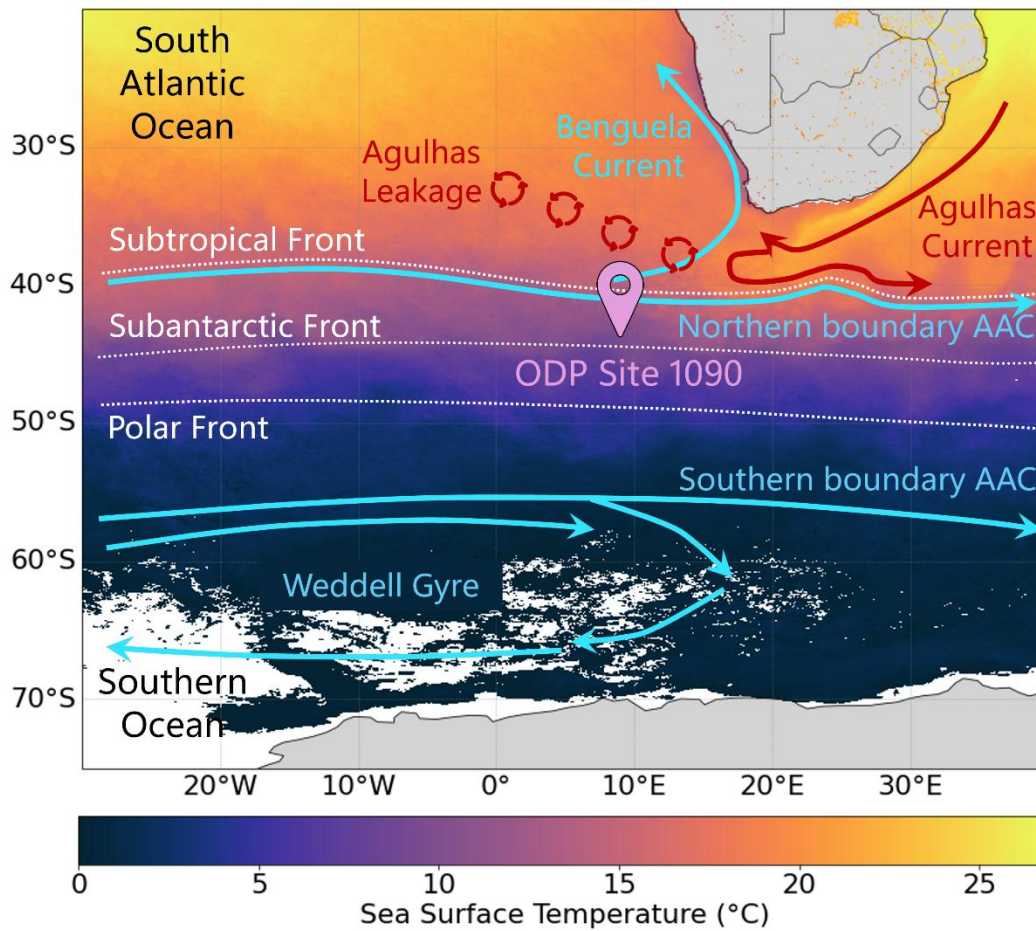 South
Atlantic
Ocean
30°S
Benguela
Current
Agulhas
Leakage
Agulhas
Current
Subtropical Front
40°S
Subantarctic Front
Northern boundary AAC
ODP Site 1090
50°S
Polar Front
Southern boundary AAC
60°S
Weddell Gyre
70°S
Southern
Ocean
20°W
10°W
0°
10°E
20°E
30°E
0
5
10
15
20
25
Sea Surface Temperature (°C)